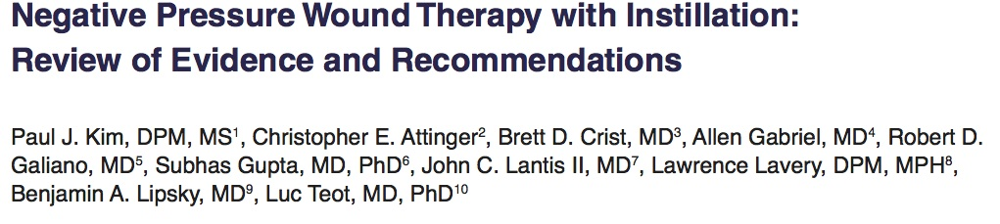 Negative Pressure Wound Therapy with Instillation:
Review of Evidence and Recommendations
Paul J. Kim, DPM, MS¹, Christopher E. Attinger², Brett D. Crist, MD³, Allen Gabriel, MD⁴, Robert D.
Galiano, MD⁵, Subhas Gupta, MD, PhD⁶, John C. Lantis II, MD⁷, Lawrence Lavery, DPM, MPH⁸,
Benjamin A. Lipsky, MD⁹, Luc Teot, MD, PhD¹⁰